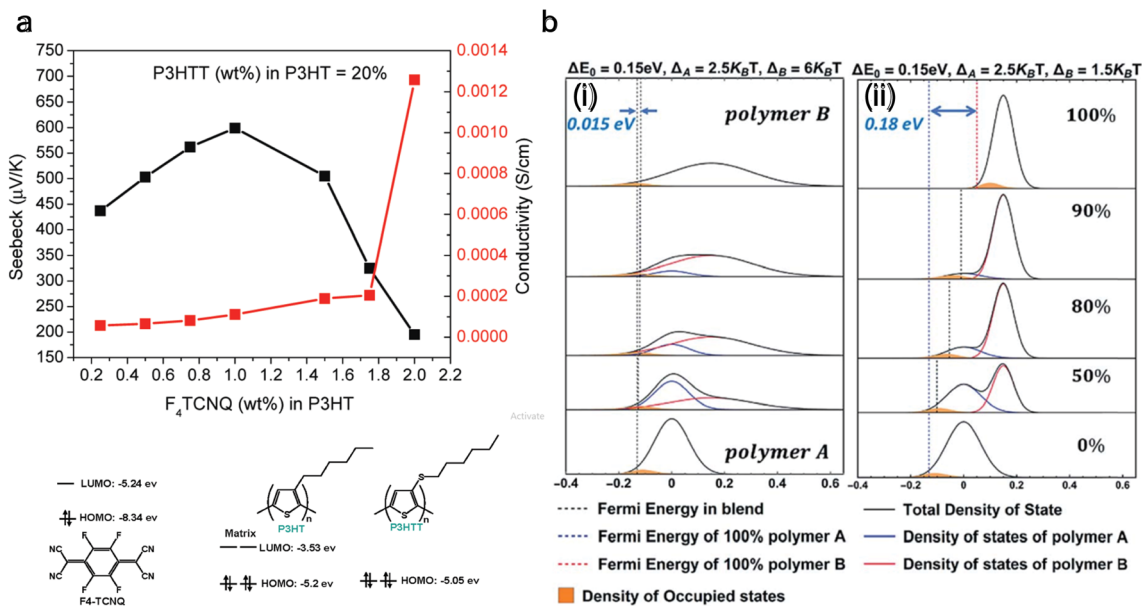 a
P3HTT (wt%) in P3HT = 20%
Seebeck (μV/K)
750
700
650
600
550
500
450
400
350
300
250
200
150
Conductivity (S/cm)
0.0014
0.0012
0.0010
0.0008
0.0006
0.0004
0.0002
0.0000
0.2 0.4 0.6 0.8 1.0 1.2 1.4 1.6 1.8 2.0 2.2
F4TCNQ (wt%) in P3HT
Activate
LUMO: -5.24 ev
HOMO: -8.34 ev
CN F F CN
CN F F CN
F4-TCNQ
S
n
P3HT
Matrix
LUMO: -3.53 ev
HOMO: -5.2 ev
S
S
n
P3HTT
HOMO: -5.05 ev
b
ΔE0 = 0.15eV, ΔA = 2.5KBT, ΔB = 6KBT
(i)
polymer B
0.015 eV
polymer A
−0.4 −0.2 0 0.2 0.4 0.6
ΔE0 = 0.15eV, ΔA = 2.5KBT, ΔB = 1.5KBT
(ii)
0.18 eV
100%
90%
80%
50%
0%
−0.4 −0.2 0 0.2 0.4 0.6
Fermi Energy in blend
Fermi Energy of 100% polymer A
Fermi Energy of 100% polymer B
Density of Occupied states
Total Density of State
Density of states of polymer A
Density of states of polymer B